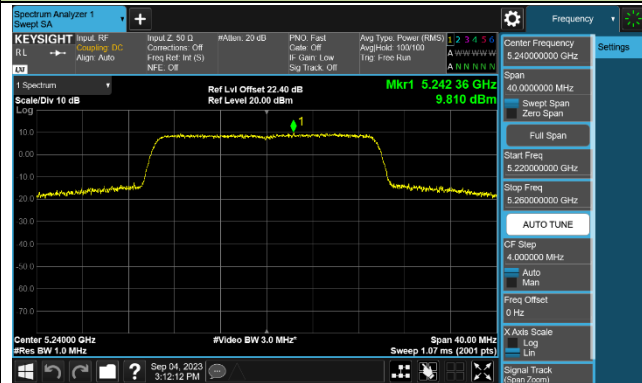 Spectrum Analyzer 1
Swept SA
Frequency
KEYSIGHT
RL
LXI
Input: RF
Coupling: DC
Align: Auto
Input Z: 50 Ω
Corrections: Off
Freq Ref: Int (S)
NFE: Off
#Atten: 20 dB
PNO: Fast
Gate: Off
IF Gain: Low
Sig Track: Off
Avg Type: Power (RMS)
Avg|Hold: 100/100
Trig: Free Run
1 2 3 4 5 6
A W W W W W
A N N N N N
1 Spectrum
Scale/Div 10 dB
Log
Ref Lvl Offset 22.40 dB
Ref Level 20.00 dBm
Mkr1 5.242 36 GHz
9.810 dBm
1
10.0
0.00
-10.0
-20.0
-30.0
-40.0
-50.0
-60.0
-70.0
Center 5.24000 GHz
#Res BW 1.0 MHz
#Video BW 3.0 MHz*
Span 40.00 MHz
Sweep 1.07 ms (2001 pts)
Sep 04, 2023
3:12:12 PM
Center Frequency
5.240000000 GHz
Span
40.0000000 MHz
Swept Span
Zero Span
Full Span
Start Freq
5.220000000 GHz
Stop Freq
5.260000000 GHz
AUTO TUNE
CF Step
4.000000 MHz
Auto
Man
Freq Offset
0 Hz
X Axis Scale
Log
Lin
Signal Track
(Span Zoom)
Settings